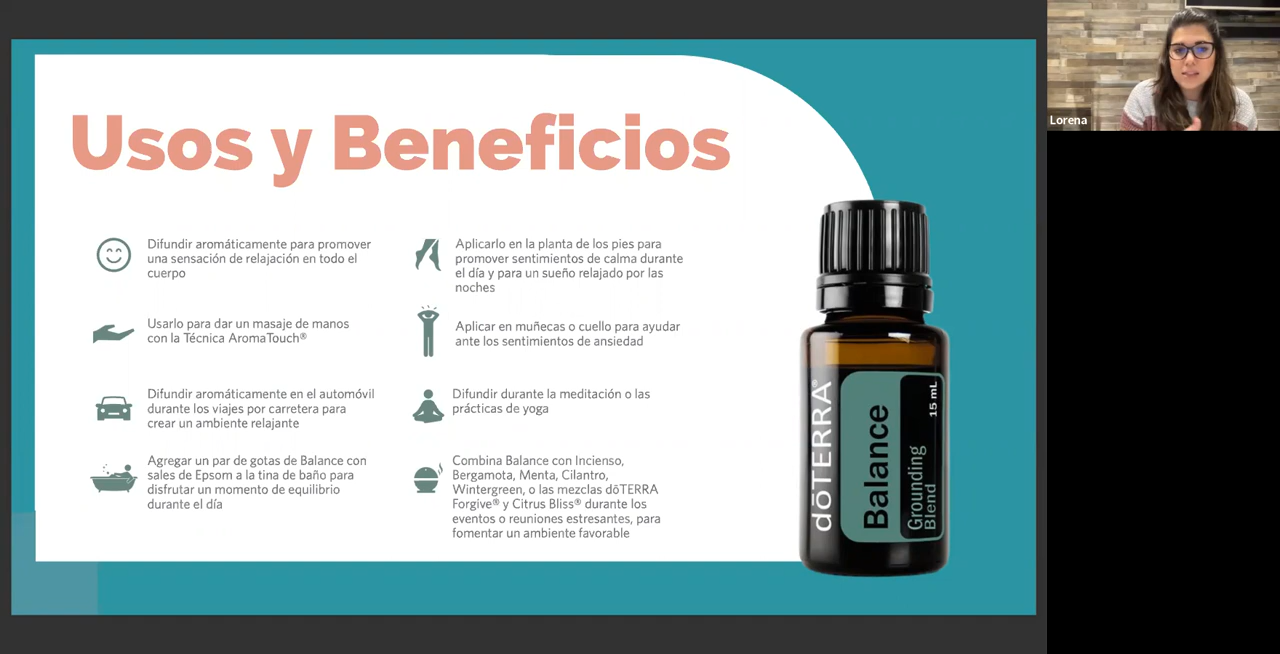 Usos y Beneficios
Difundir aromáticamente para promover
una sensación de relajación en todo el
cuerpo
Usarlo para dar un masaje de manos
con la Técnica AromaTouch®
Difundir aromáticamente en el automóvil
durante los viajes por carretera para
crear un ambiente relajante
Agregar un par de gotas de Balance con
sales de Epsom a la tina de baño para
disfrutar un momento de equilibrio
durante el día
Aplicarlo en la planta de los pies para
promover sentimientos de calma durante
el día y para un sueño relajado por las
noches
Aplicar en muñecas o cuello para ayudar
ante los sentimientos de ansiedad
Difundir durante la meditación o las
prácticas de yoga
Combina Balance con Incienso,
Bergamota, Menta, Cilantro,
Wintergreen, o las mezclas dōTERRA
Forgive® y Citrus Bliss® durante los
eventos o reuniones estresantes, para
fomentar un ambiente favorable
dōTERRA®
Balance
Grounding
Blend
15 mL
Lorena